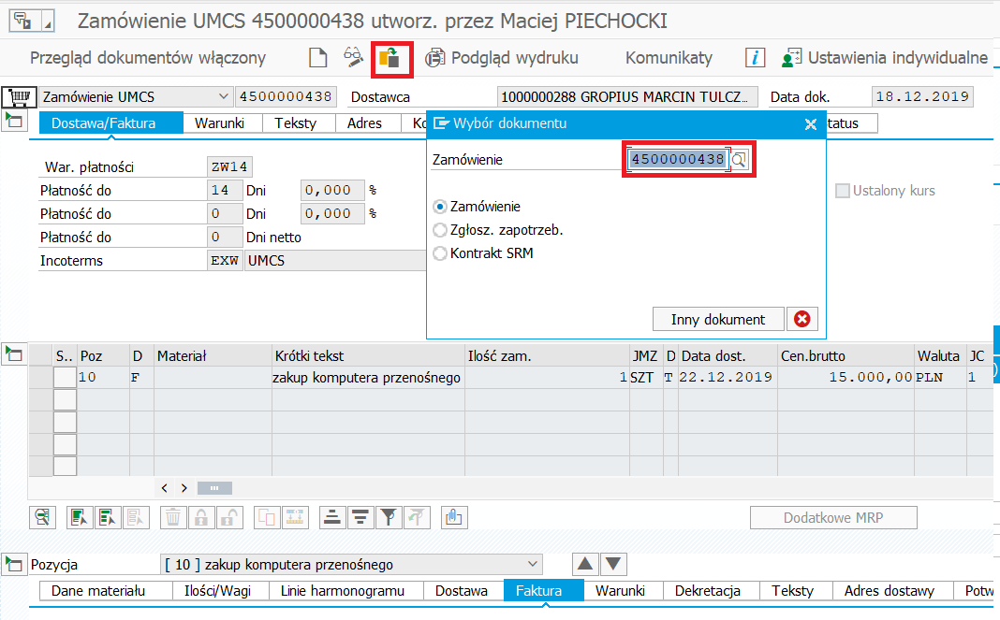 Zamówienie UMCS 4500000438 utworz. przez Maciej PIECHOCKI
Przegląd dokumentów włączony Podgląd wydruku Komunikaty Ustawienia indywidualne
Zamówienie UMCS 4500000438 Dostawca 1000000288 GROPIUS MARCIN TULCZ... Data dok. 18.12.2019
Dostawa/Faktura Warunki Teksty Adres Ko tatus
Wybór dokumentu
Zamówienie 4500000438
War. płatności ZW14
Płatność do 14 Dni 0,000 %
Płatność do 0 Dni 0,000 %
Płatność do 0 Dni netto
Incoterms EXW UMCS
Ustalony kurs
Zamówienie
Zgłosz. zapotrzeb.
Kontrakt SRM
Inny dokument
S.. Poz D Materiał Krótki tekst Ilość zam. JMZ D Data dost. Cen.brutto Waluta JC
10 F zakup komputera przenośnego 1 SZT T 22.12.2019 15.000,00 PLN 1
Dodatkowe MRP
Pozycja [ 10 ] zakup komputera przenośnego
Dane materiału Ilości/Wagi Linie harmonogramu Dostawa Faktura Warunki Dekretacja Teksty Adres dostawy Potw